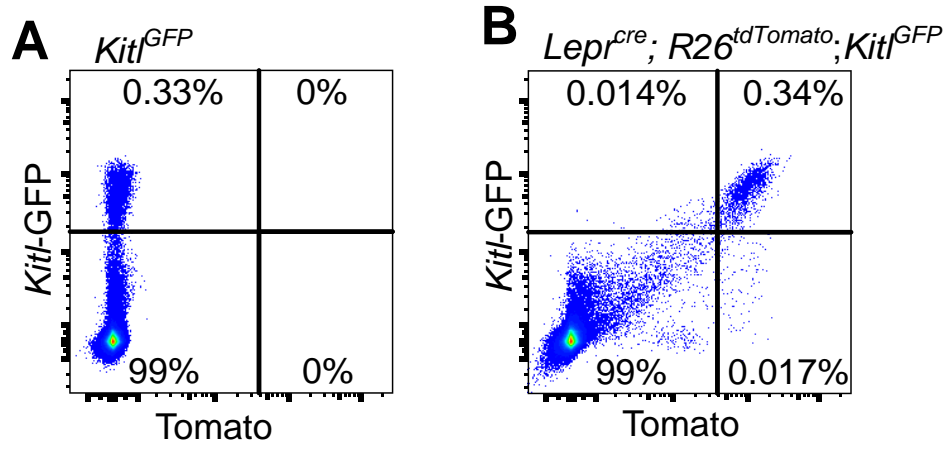 A
Kitl^GFP
0.33%
0%
Kitl-GFP
99%
0%
Tomato
B
Lepr^cre; R26^tdTomato;Kitl^GFP
0.014%
0.34%
Kitl-GFP
99%
0.017%
Tomato